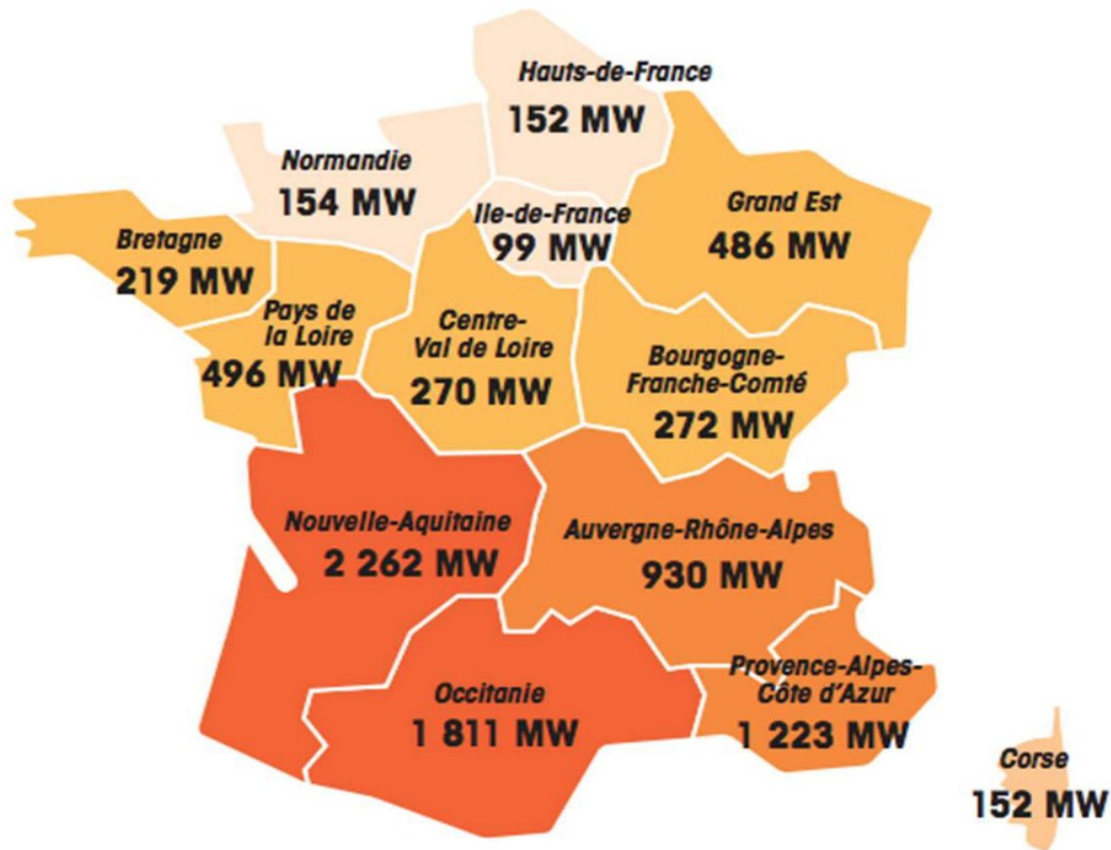 Hauts-de-France
152 MW
Normandie
154 MW
Ile-de-France
99 MW
Grand Est
486 MW
Bretagne
219 MW
Pays de
la Loire
496 MW
Centre-
Val de Loire
270 MW
Bourgogne-
Franche-Comté
272 MW
Nouvelle-Aquitaine
2 262 MW
Auvergne-Rhône-Alpes
930 MW
Occitanie
1 811 MW
Provence-Alpes-
Côte d'Azur
1 223 MW
Corse
152 MW